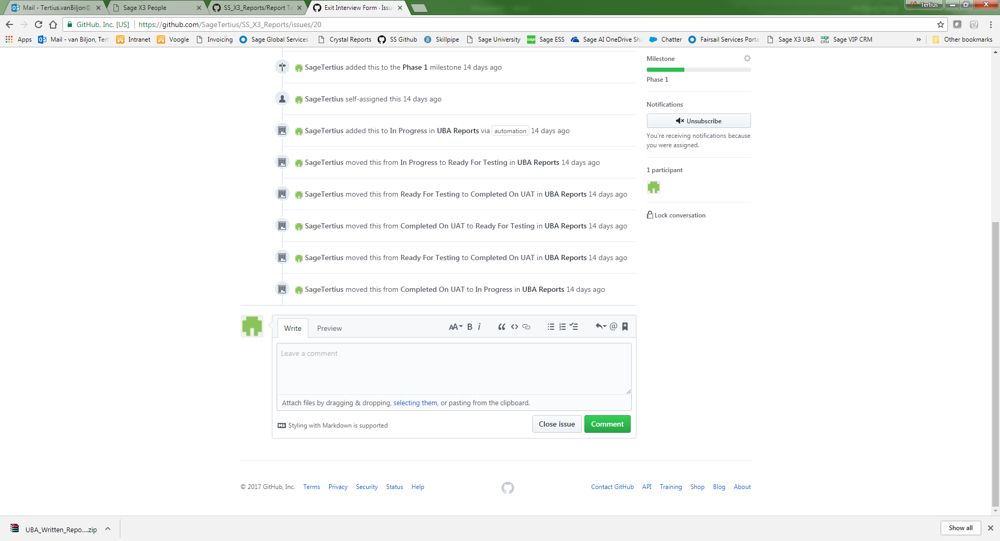 Mail - Tertius.vanBiljon@
Sage X3 People
SS_X3_Reports/Report Te
Exit Interview Form · Issu
Tertius
GitHub, Inc. [US]
https://github.com/SageTertius/SS_X3_Reports/issues/20
Apps
Mail - van Biljon, Tert
Intranet
Voogle
Invoicing
Sage Global Services
Crystal Reports
SS Github
Skillpipe
Sage University
Sage ESS
Sage AI OneDrive Sha
Chatter
Fairsail Services Porta
Sage X3 UBA
Sage VIP CRM
»
Other bookmarks
SageTertius added this to the Phase 1 milestone 14 days ago
SageTertius self-assigned this 14 days ago
SageTertius added this to In Progress in UBA Reports via automation 14 days ago
SageTertius moved this from In Progress to Ready For Testing in UBA Reports 14 days ago
SageTertius moved this from Ready For Testing to Completed On UAT in UBA Reports 14 days ago
SageTertius moved this from Completed On UAT to Ready For Testing in UBA Reports 14 days ago
SageTertius moved this from Ready For Testing to Completed On UAT in UBA Reports 14 days ago
SageTertius moved this from Completed On UAT to In Progress in UBA Reports 14 days ago
Milestone
Phase 1
Notifications
Unsubscribe
You're receiving notifications because
you were assigned.
1 participant
Lock conversation
Write
Preview
Leave a comment
Attach files by dragging & dropping, selecting them, or pasting from the clipboard.
Styling with Markdown is supported
Close issue
Comment
© 2017 GitHub, Inc.
Terms
Privacy
Security
Status
Help
Contact GitHub
API
Training
Shop
Blog
About
UBA_Written_Repo....zip
Show all